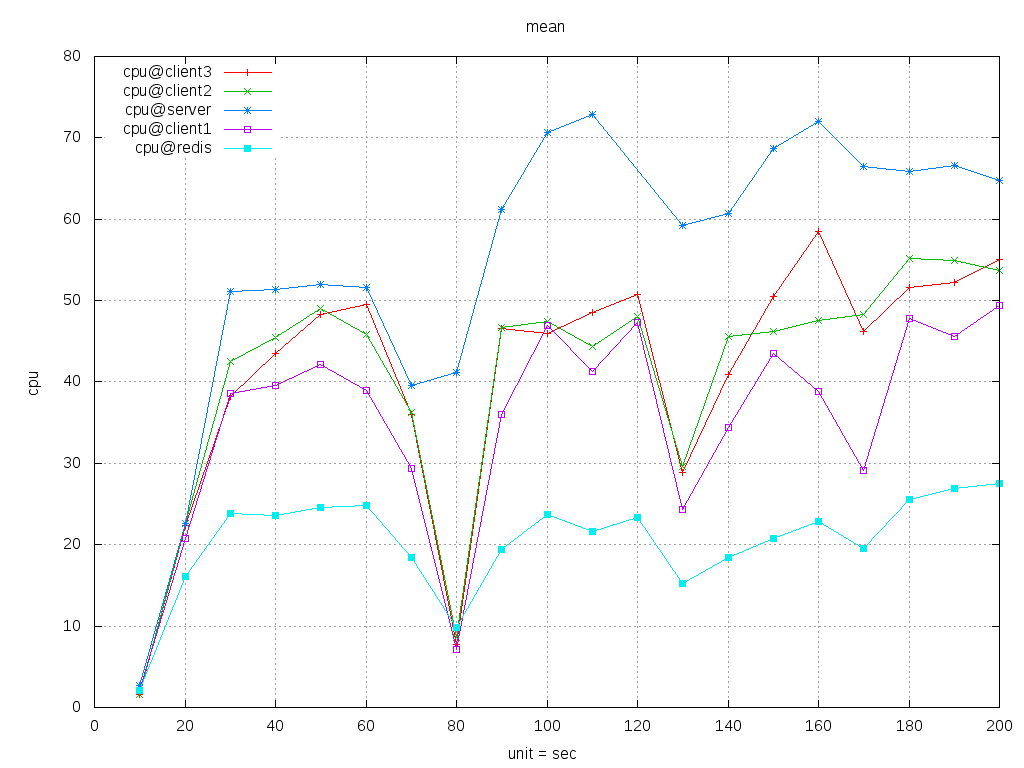 mean
80
70
60
50
40
30
20
10
0
cpu
cpu@client3
cpu@client2
cpu@server
cpu@client1
cpu@redis
0 20 40 60 80 100 120 140 160 180 200
unit = sec